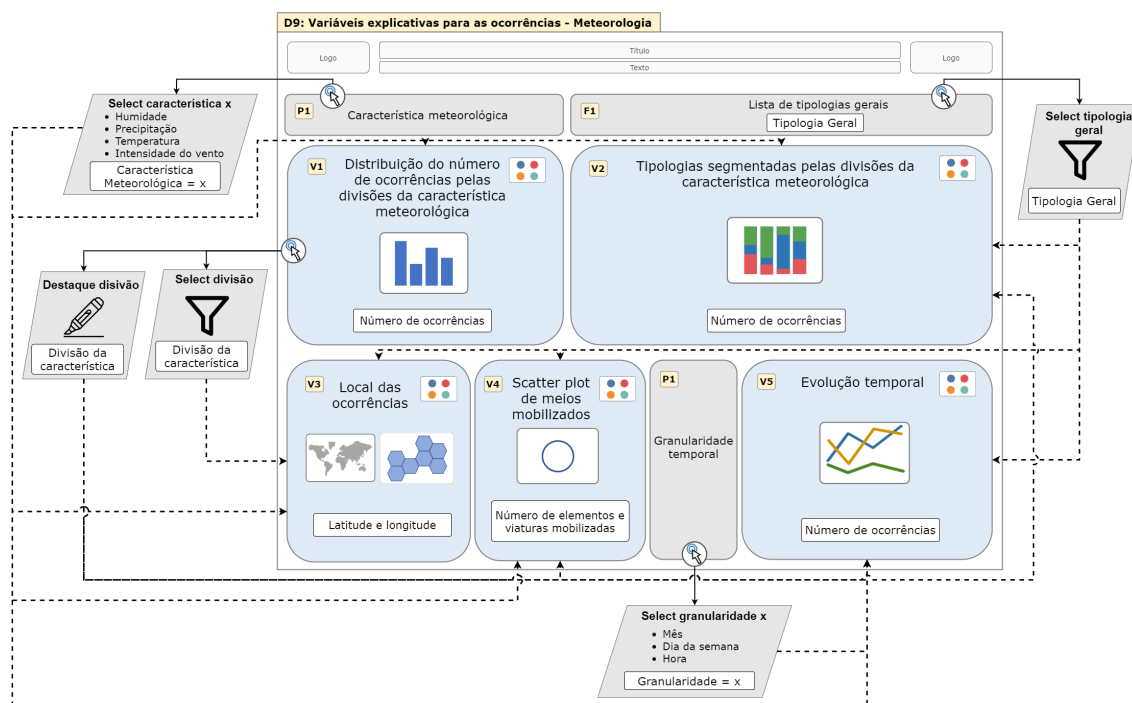 D9: Variáveis explicativas para as ocorrências - Meteorologia
Logo
Título
Texto
Logo
Select característica x
Humidade
Precipitação
Temperatura
Intensidade do vento
Característica
Meteorológica = x
P1
Característica meteorológica
F1
Lista de tipologias gerais
Tipologia Geral
Select tipologia
geral
Tipologia Geral
V1
Distribuição do número
de ocorrências pelas
divisões da característica
meteorológica
Número de ocorrências
V2
Tipologias segmentadas pelas divisões da
característica meteorológica
Número de ocorrências
Destaque disivão
Divisão da
característica
Select divisão
Divisão da
característica
V3
Local das
ocorrências
Latitude e longitude
V4
Scatter plot
de meios
mobilizados
Número de elementos e
viaturas mobilizadas
P1
Granularidade
temporal
V5
Evolução temporal
Número de ocorrências
Select granularidade x
Mês
Dia da semana
Hora
Granularidade = x